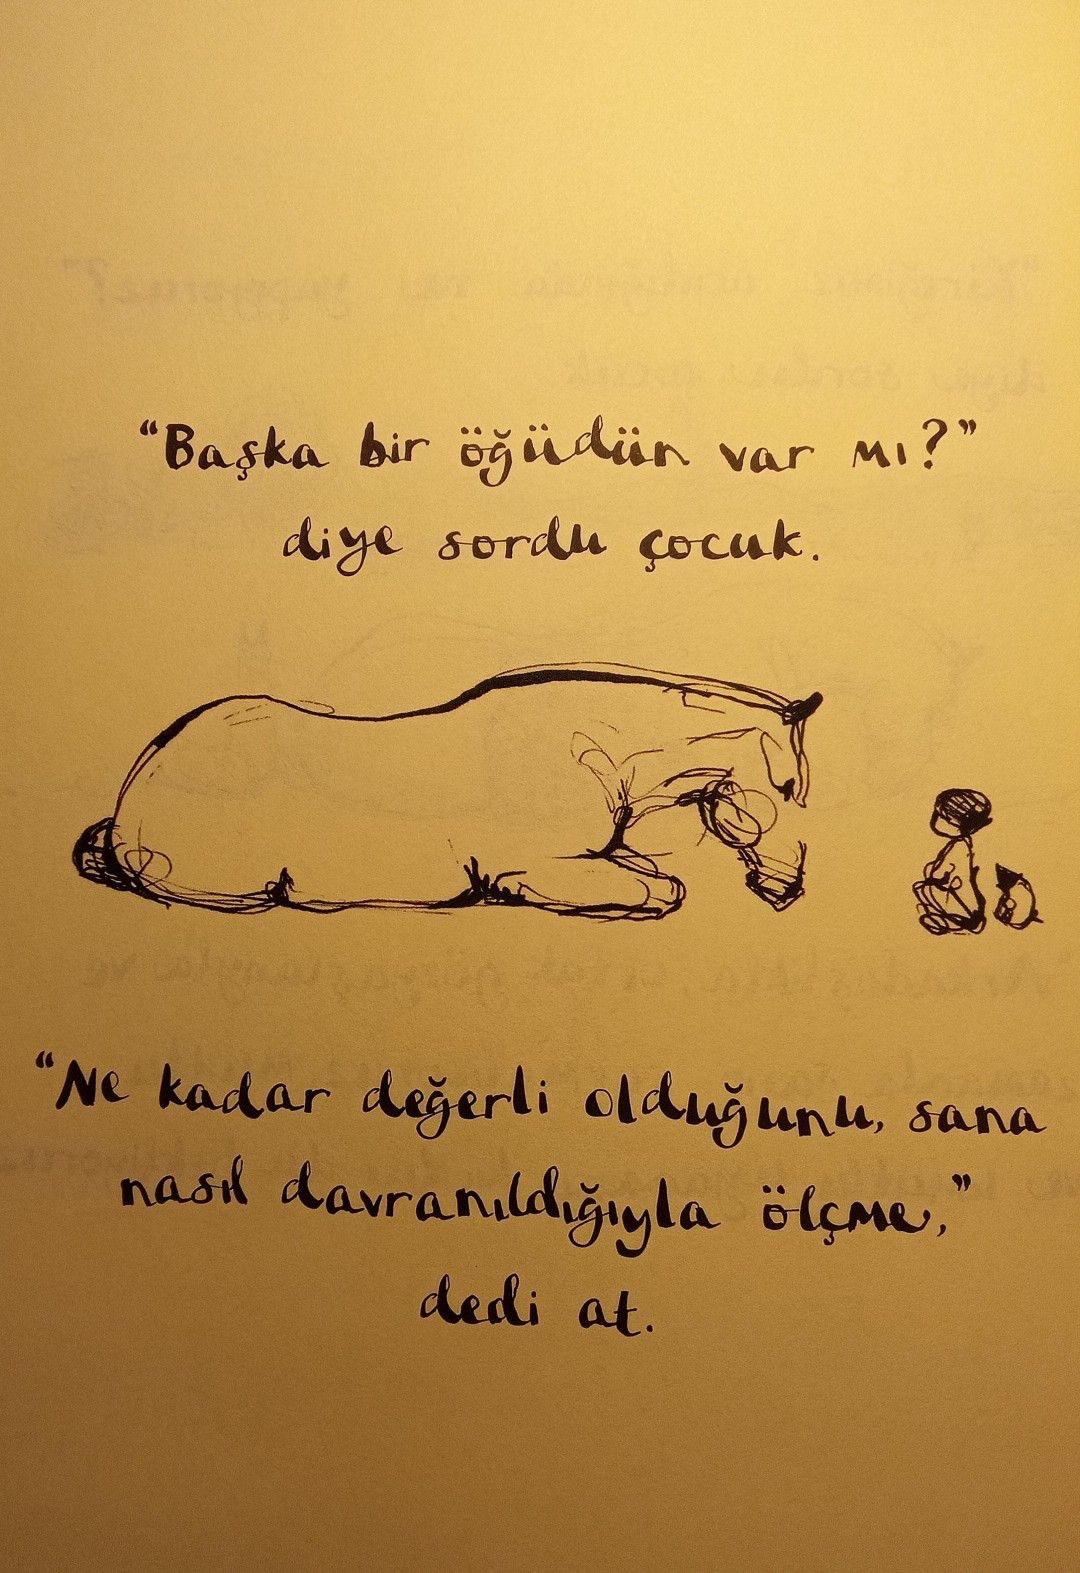 "Başka bir öğüdün var mı?"
diye sordu çocuk.
"Ne kadar değerli olduğunu, sana
nasıl davranıldığıyla ölçme,"
dedi at.